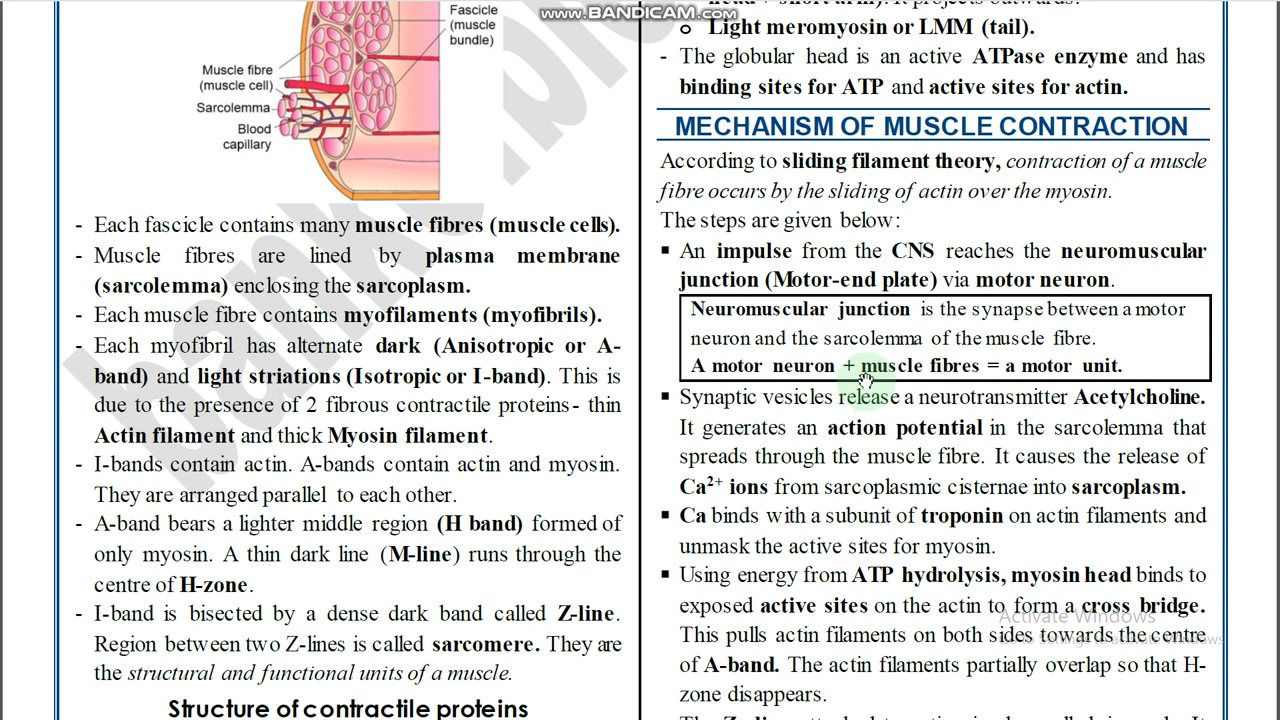 www.BANDICAM.com
Fascicle
(muscle
bundle)
Muscle fibre
(muscle cell)
Sarcolemma
Blood
capillary
- Each fascicle contains many muscle fibres (muscle cells).
- Muscle fibres are lined by plasma membrane
(sarcolemma) enclosing the sarcoplasm.
- Each muscle fibre contains myofilaments (myofibrils).
- Each myofibril has alternate dark (Anisotropic or A-
band) and light striations (Isotropic or I-band). This is
due to the presence of 2 fibrous contractile proteins- thin
Actin filament and thick Myosin filament.
- I-bands contain actin. A-bands contain actin and myosin.
They are arranged parallel to each other.
- A-band bears a lighter middle region (H band) formed of
only myosin. A thin dark line (M-line) runs through the
centre of H-zone.
- I-band is bisected by a dense dark band called Z-line.
Region between two Z-lines is called sarcomere. They are
the structural and functional units of a muscle.
Structure of contractile proteins
o Light meromyosin or LMM (tail).
- The globular head is an active ATPase enzyme and has
binding sites for ATP and active sites for actin.
MECHANISM OF MUSCLE CONTRACTION
According to sliding filament theory, contraction of a muscle
fibre occurs by the sliding of actin over the myosin.
The steps are given below:
▪ An impulse from the CNS reaches the neuromuscular
junction (Motor-end plate) via motor neuron.
Neuromuscular junction is the synapse between a motor
neuron and the sarcolemma of the muscle fibre.
A motor neuron + muscle fibres = a motor unit.
▪ Synaptic vesicles release a neurotransmitter Acetylcholine.
It generates an action potential in the sarcolemma that
spreads through the muscle fibre. It causes the release of
Ca2+ ions from sarcoplasmic cisternae into sarcoplasm.
▪ Ca binds with a subunit of troponin on actin filaments and
unmask the active sites for myosin.
▪ Using energy from ATP hydrolysis, myosin head binds to
exposed active sites on the actin to form a cross bridge.
This pulls actin filaments on both sides towards the centre
of A-band. The actin filaments partially overlap so that H-
zone disappears.
Activate Windows